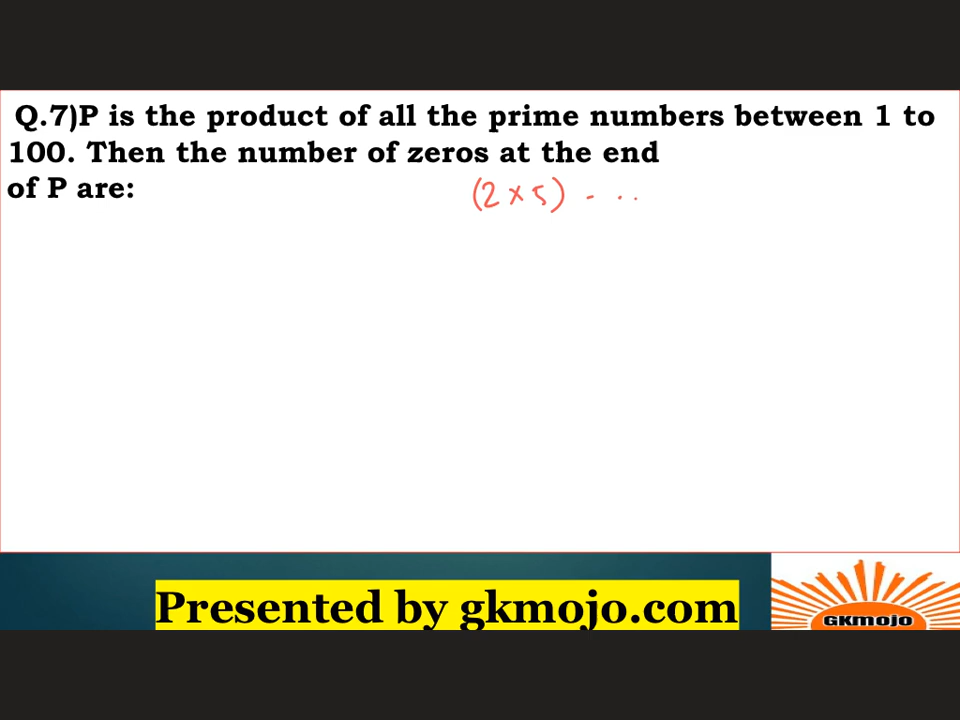 Q.7)P is the product of all the prime numbers between 1 to
100. Then the number of zeros at the end
of P are:
(2 × 5) - ...
Presented by gkmojo.com
GKmojo